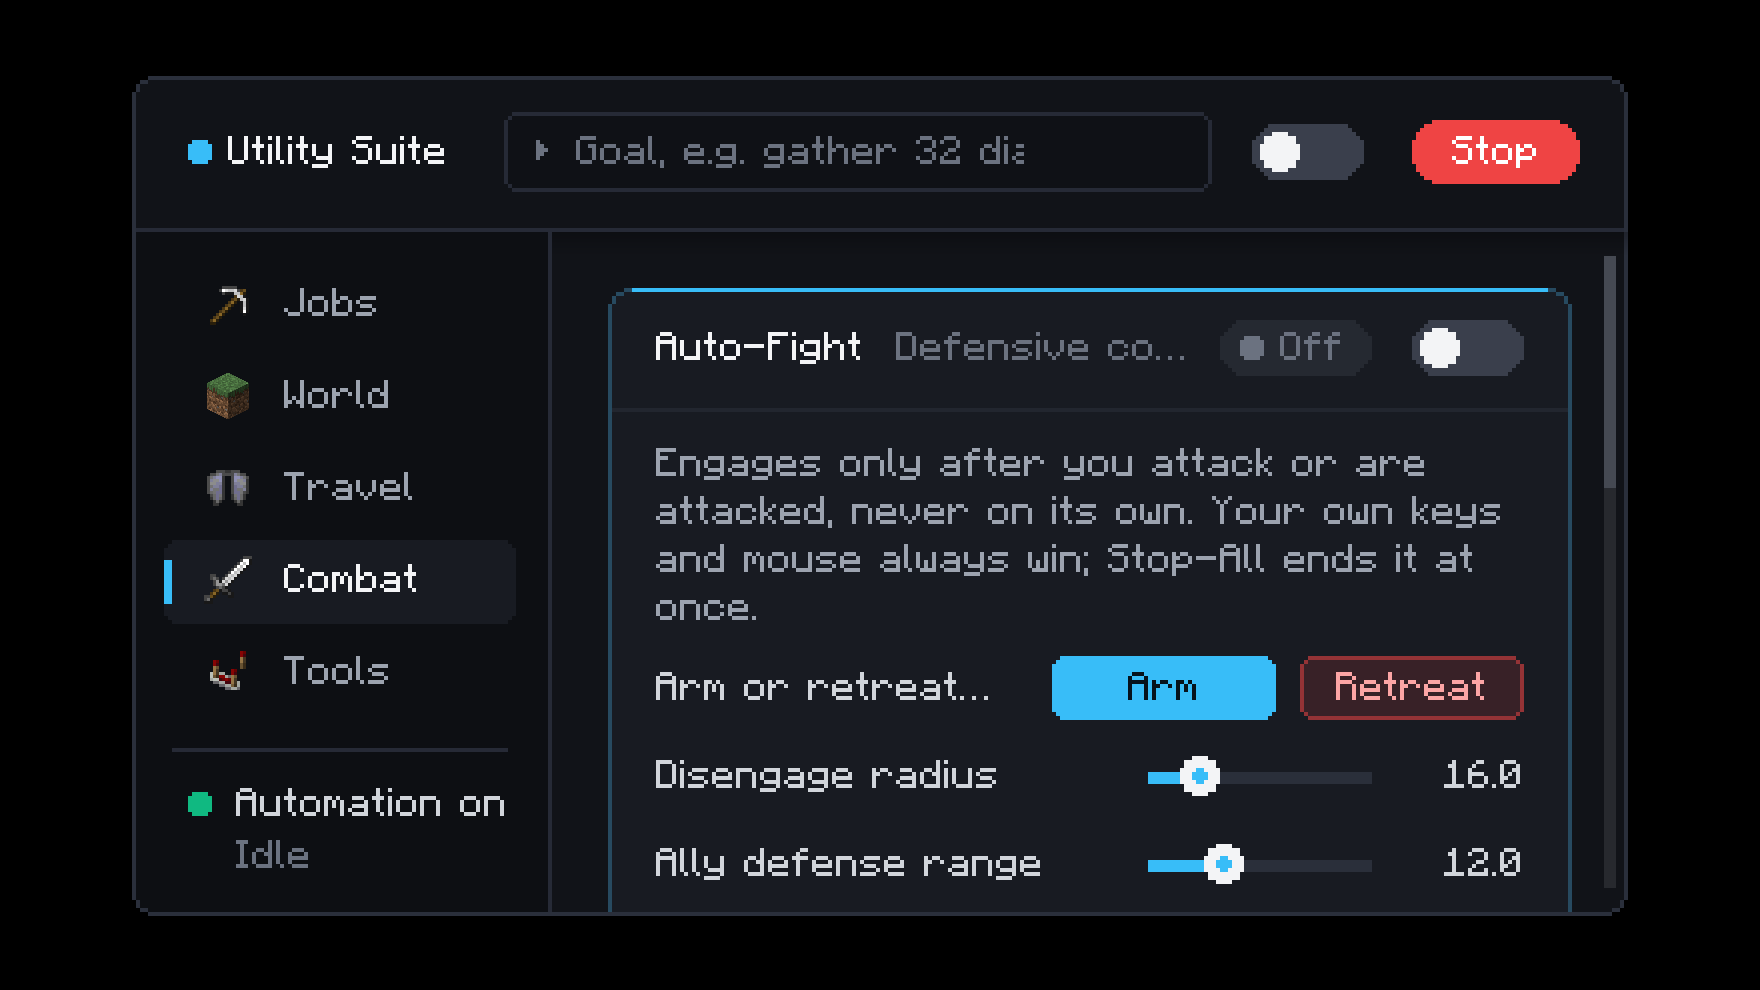 Utility Suite
Goal, e.g. gather 32 dia
Stop
Jobs
World
Travel
Combat
Tools
Automation on
Idle
Auto-Fight Defensive co...
Off
Engages only after you attack or are
attacked, never on its own. Your own keys
and mouse always win; Stop-All ends it at
once.
Arm or retreat...
Arm
Retreat
Disengage radius 16.0
Ally defense range 12.0